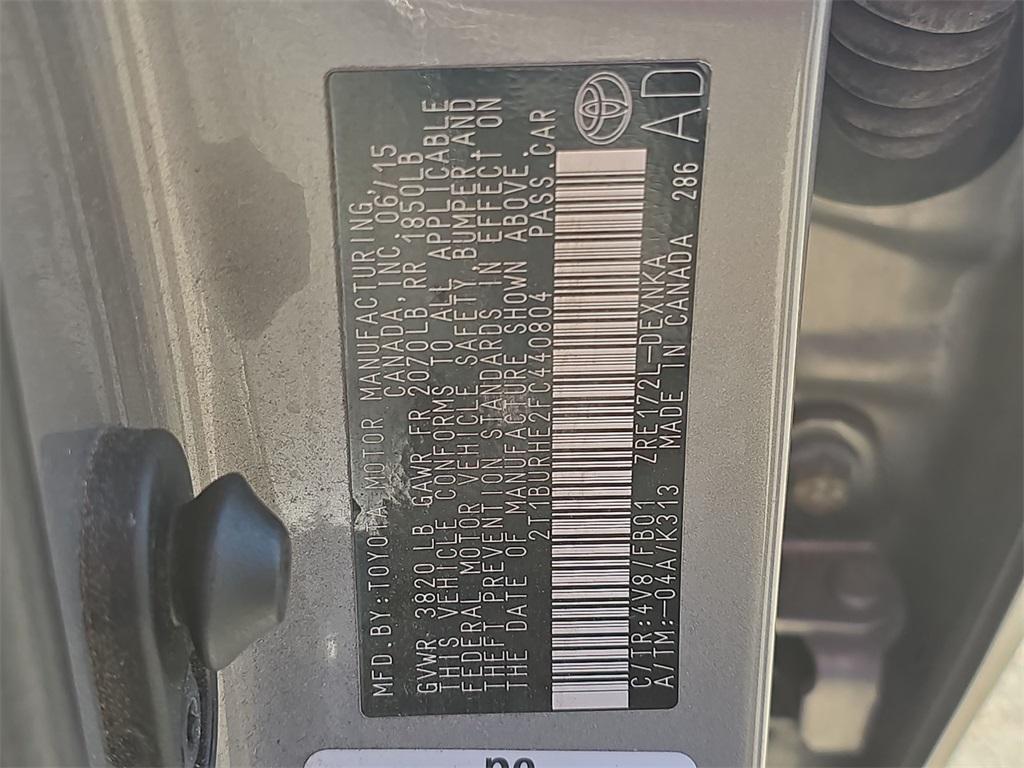 MFD.BY:TOYOTA MOTOR MANUFACTURING,
CANADA,INC. 06/15
GVWR 3820 LB GAWR FR 2070LB,RR 1850LB
THIS VEHICLE CONFORMS TO ALL APPLICABLE
FEDERAL MOTOR VEHICLE SAFETY, BUMPER, AND
THEFT PREVENTION STANDARDS IN EFFECT ON
THE DATE OF MANUFACTURE SHOWN ABOVE.
2T1BURHE2FC440804 PASS.CAR
C/TR:4V8/FB01 ZRE172L-DEXNKA
A/TM:-04A/K313 MADE IN CANADA 286
AD